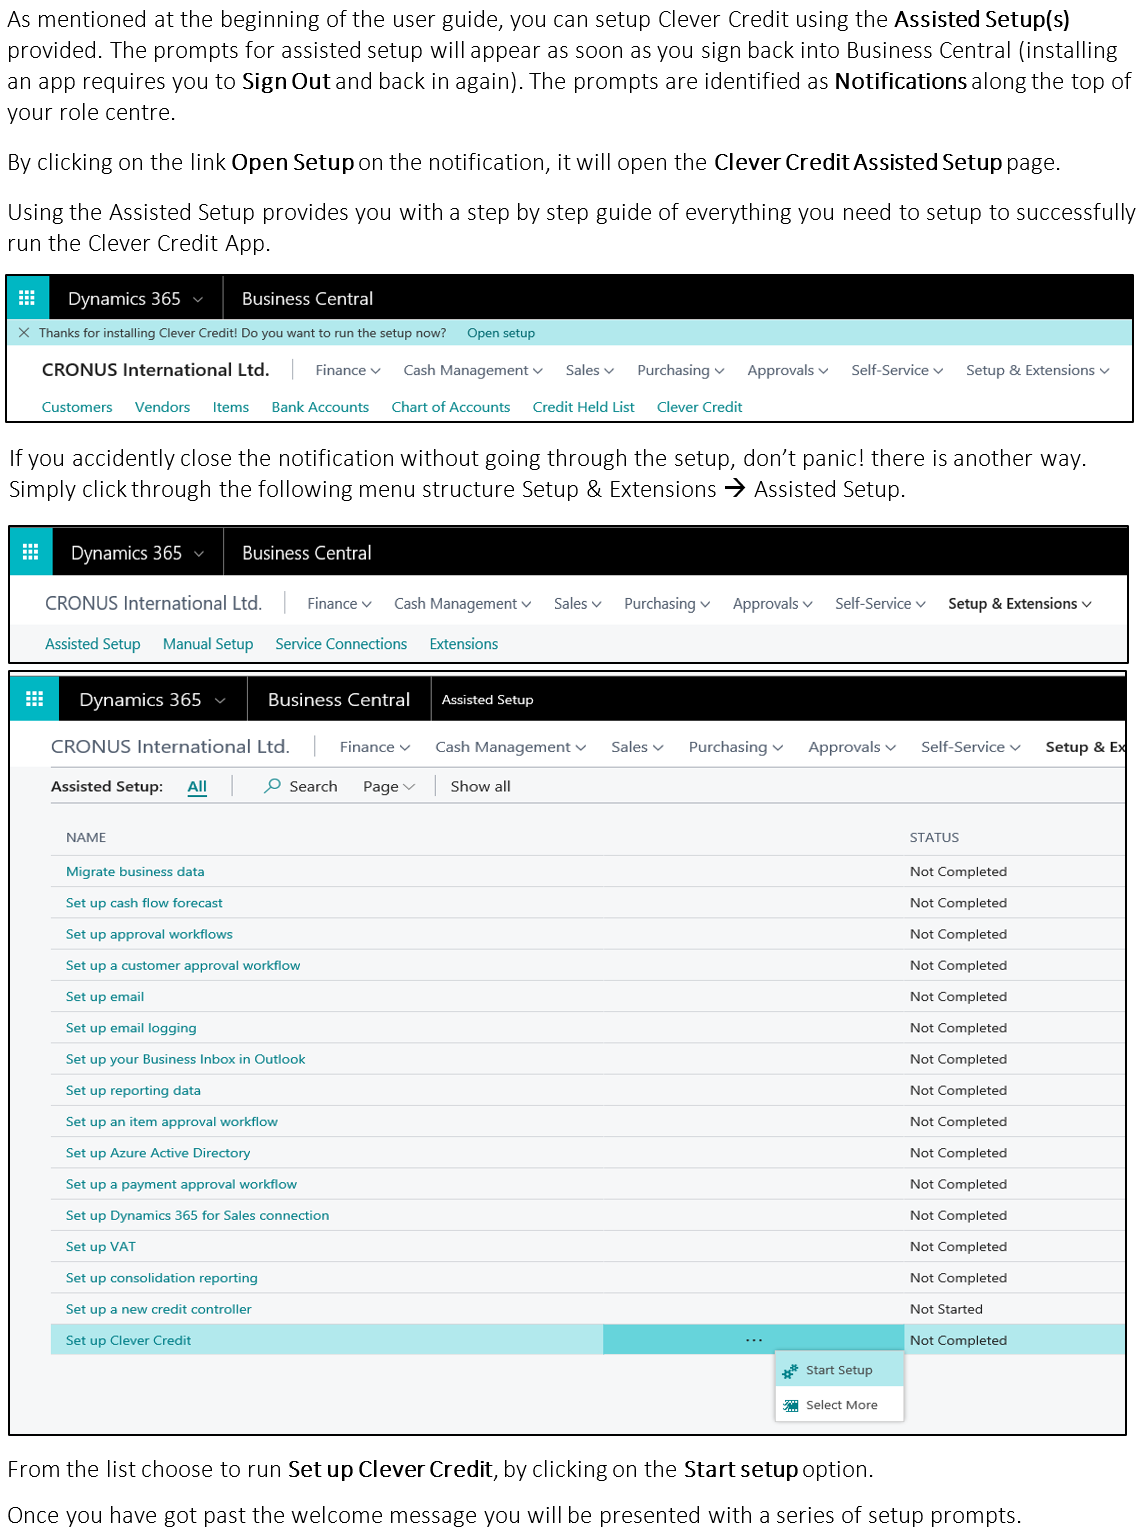 As mentioned at the beginning of the user guide, you can setup Clever Credit using the Assisted Setup(s)
provided. The prompts for assisted setup will appear as soon as you sign back into Business Central (installing
an app requires you to Sign Out and back in again). The prompts are identified as Notifications along the top of
your role centre.
By clicking on the link Open Setup on the notification, it will open the Clever Credit Assisted Setup page.
Using the Assisted Setup provides you with a step by step guide of everything you need to setup to successfully
run the Clever Credit App.
Dynamics 365 Business Central
Thanks for installing Clever Credit! Do you want to run the setup now? Open setup
CRONUS International Ltd. Finance Cash Management Sales Purchasing Approvals Self-Service Setup & Extensions
Customers Vendors Items Bank Accounts Chart of Accounts Credit Held List Clever Credit
If you accidently close the notification without going through the setup, don’t panic! there is another way.
Simply click through the following menu structure Setup & Extensions → Assisted Setup.
Dynamics 365 Business Central
CRONUS International Ltd. Finance Cash Management Sales Purchasing Approvals Self-Service Setup & Extensions
Assisted Setup Manual Setup Service Connections Extensions
Dynamics 365 Business Central Assisted Setup
CRONUS International Ltd. Finance Cash Management Sales Purchasing Approvals Self-Service Setup & Ex
Assisted Setup: All Search Page Show all
NAME STATUS
Migrate business data Not Completed
Set up cash flow forecast Not Completed
Set up approval workflows Not Completed
Set up a customer approval workflow Not Completed
Set up email Not Completed
Set up email logging Not Completed
Set up your Business Inbox in Outlook Not Completed
Set up reporting data Not Completed
Set up an item approval workflow Not Completed
Set up Azure Active Directory Not Completed
Set up a payment approval workflow Not Completed
Set up Dynamics 365 for Sales connection Not Completed
Set up VAT Not Completed
Set up consolidation reporting Not Completed
Set up a new credit controller Not Started
Set up Clever Credit ... Not Completed
Start Setup
Select More
From the list choose to run Set up Clever Credit, by clicking on the Start setup option.
Once you have got past the welcome message you will be presented with a series of setup prompts.